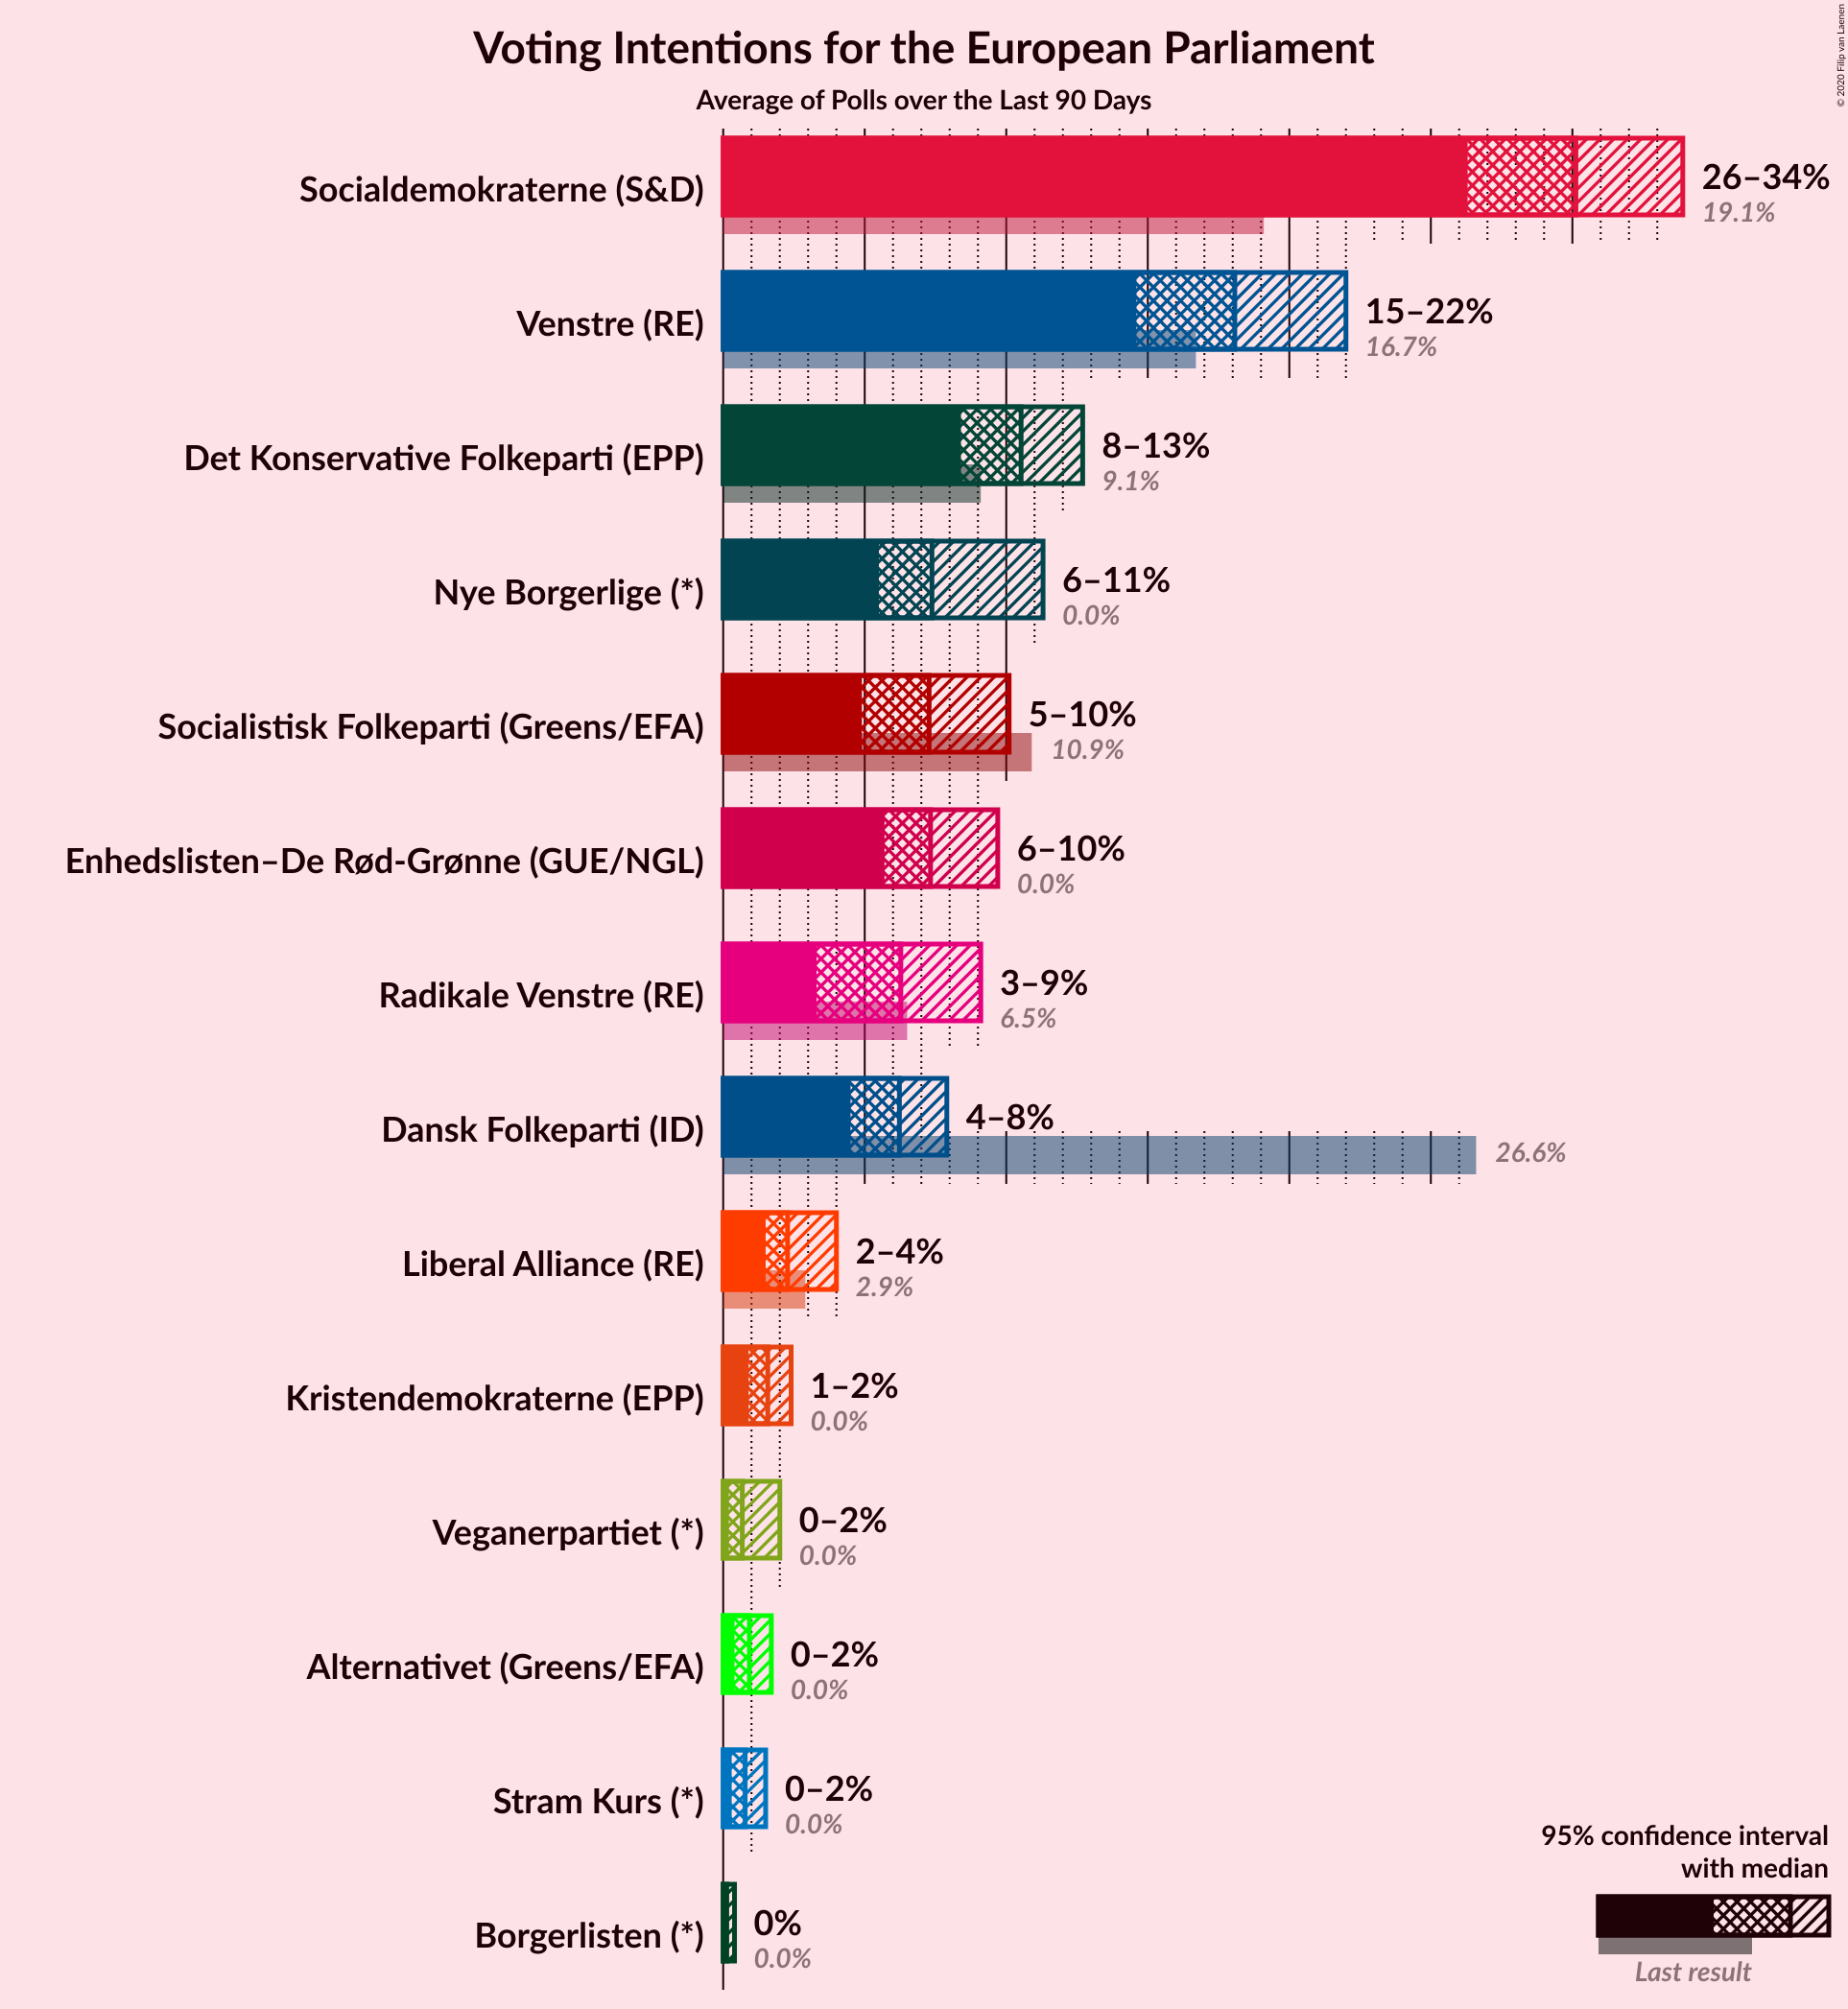 Voting Intentions for the European Parliament
Average of Polls over the Last 90 Days
© 2020 Filip van Laenen
Socialdemokraterne (S&D)
26–34%
19.1%
Venstre (RE)
15–22%
16.7%
Det Konservative Folkeparti (EPP)
8–13%
9.1%
Nye Borgerlige (*)
6–11%
0.0%
Socialistisk Folkeparti (Greens/EFA)
5–10%
10.9%
Enhedslisten–De Rød-Grønne (GUE/NGL)
6–10%
0.0%
Radikale Venstre (RE)
3–9%
6.5%
Dansk Folkeparti (ID)
4–8%
26.6%
Liberal Alliance (RE)
2–4%
2.9%
Kristendemokraterne (EPP)
1–2%
0.0%
Veganerpartiet (*)
0–2%
0.0%
Alternativet (Greens/EFA)
0–2%
0.0%
Stram Kurs (*)
0–2%
0.0%
Borgerlisten (*)
0%
0.0%
95% confidence interval
with median
Last result